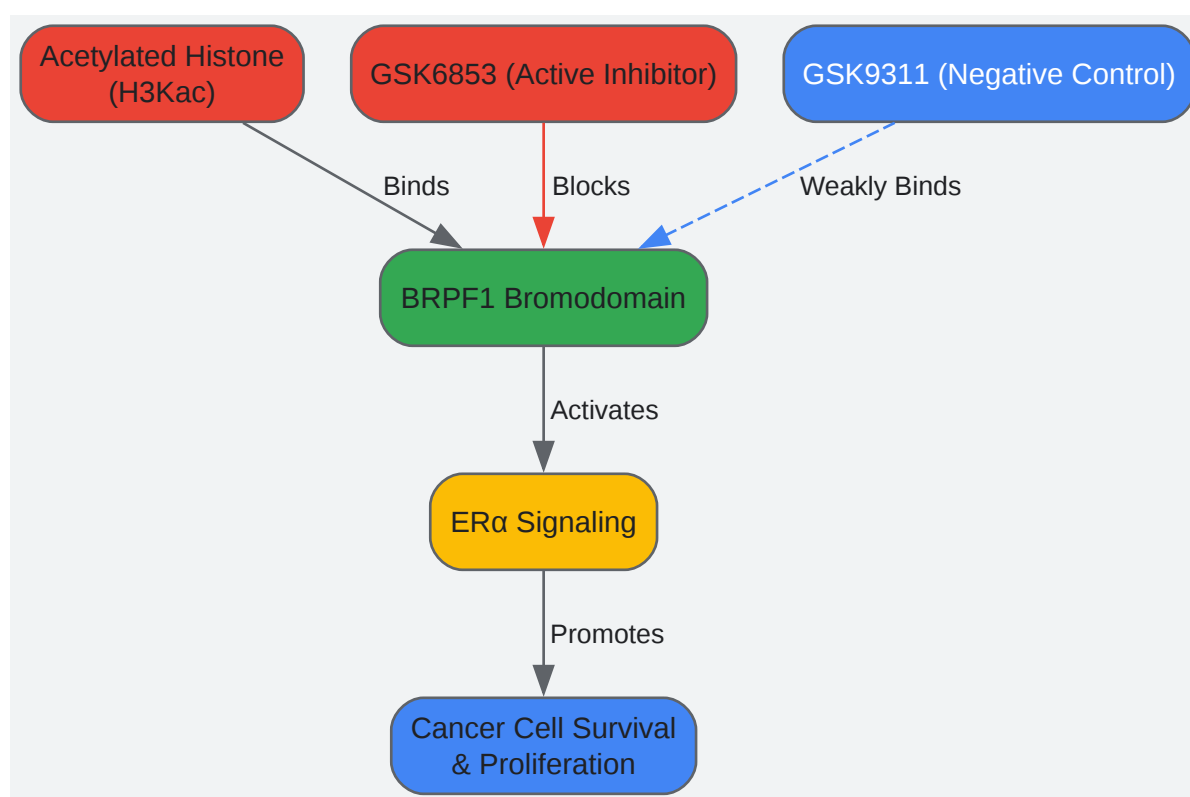 Acetylated Histone
(H3Kac)
GSK6853 (Active Inhibitor)
GSK9311 (Negative Control)
Binds
Blocks
Weakly Binds
BRPF1 Bromodomain
Activates
ERα Signaling
Promotes
Cancer Cell Survival
& Proliferation